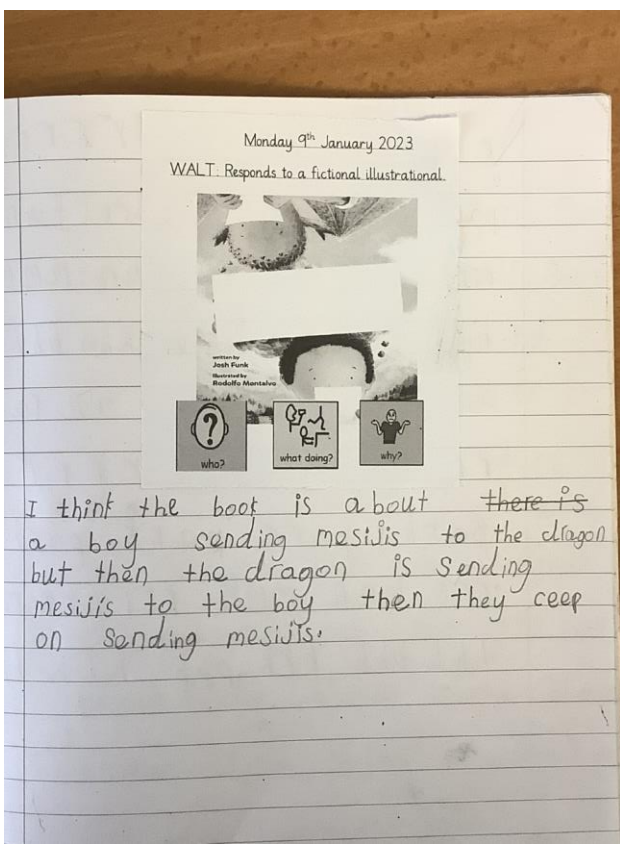 Monday 9th January 2023
WALT: Responds to a fictional illustrational.
written by
Josh Funk
illustrated by
Rodolfo Montalvo
?
who?
what doing?
why?
I think the book is about there is
a boy sending mesijis to the dragon
but then the dragon is sending
mesijis to the boy then they ceep
on sending mesijis.